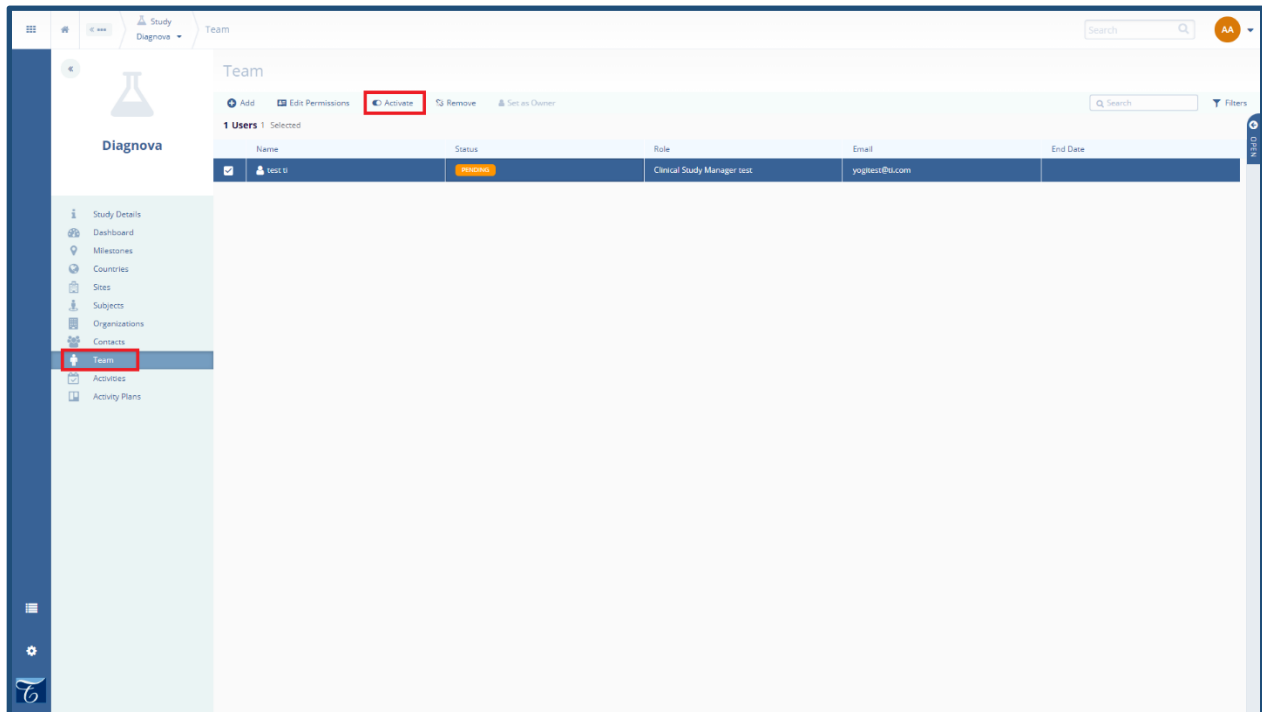 Study
Diagnova
Team
Search
AA
Team
Add Edit Permissions Activate Remove Set as Owner
Search
Filters
1 Users 1 Selected
OPEN
Diagnova
Name Status Role Email End Date
test ti PENDING Clinical Study Manager test yogitest@ti.com
Study Details
Dashboard
Milestones
Countries
Sites
Subjects
Organizations
Contacts
Team
Activities
Activity Plans